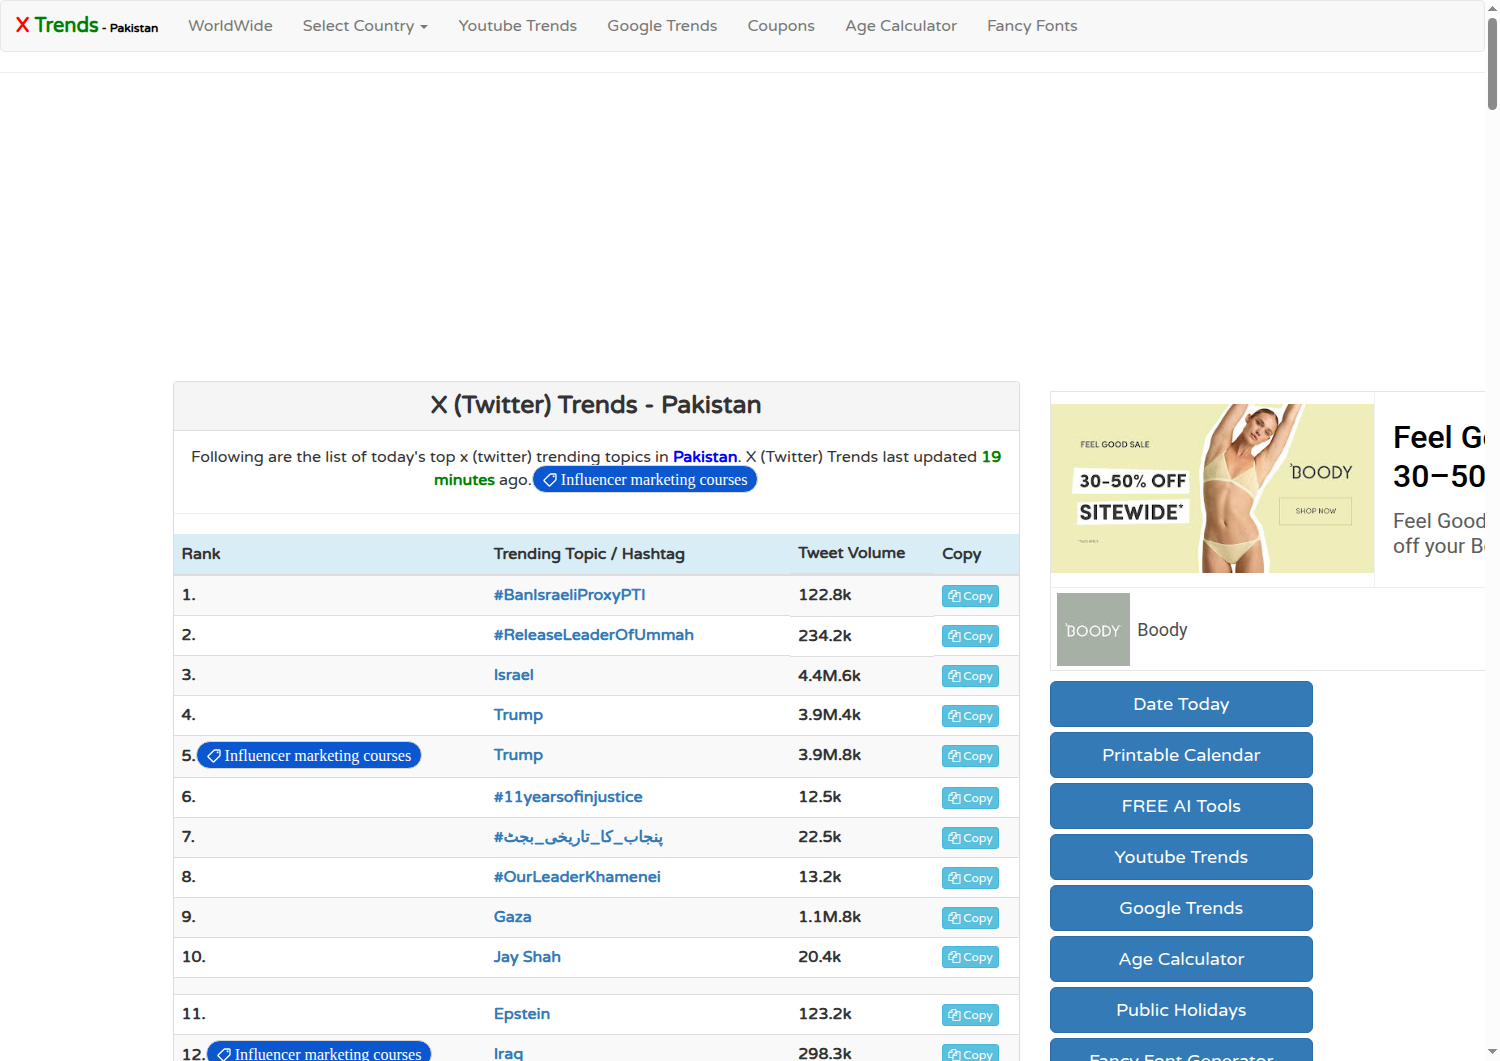 X Trends - Pakistan WorldWide Select Country Youtube Trends Google Trends Coupons Age Calculator Fancy Fonts
X (Twitter) Trends - Pakistan
Following are the list of today's top x (twitter) trending topics in Pakistan. X (Twitter) Trends last updated 19
minutes ago. Influencer marketing courses
Rank Trending Topic / Hashtag Tweet Volume Copy
1. #BanIsraeliProxyPTI 122.8k Copy
2. #ReleaseLeaderOfUmmah 234.2k Copy
3. Israel 4.4M.6k Copy
4. Trump 3.9M.4k Copy
5. Influencer marketing courses Trump 3.9M.8k Copy
6. #11yearsofinjustice 12.5k Copy
7. #پنجاب_کا_تاریخی_بجٹ 22.5k Copy
8. #OurLeaderKhamenei 13.2k Copy
9. Gaza 1.1M.8k Copy
10. Jay Shah 20.4k Copy
11. Epstein 123.2k Copy
12. Influencer marketing courses Iraq 298.3k Copy
FEEL GOOD SALE
30-50% OFF
SITEWIDE*
BOODY
SHOP NOW
Feel G
30–50
Feel Good
off your B
BOODY
Boody
Date Today
Printable Calendar
FREE AI Tools
Youtube Trends
Google Trends
Age Calculator
Public Holidays
Fancy Font Generator